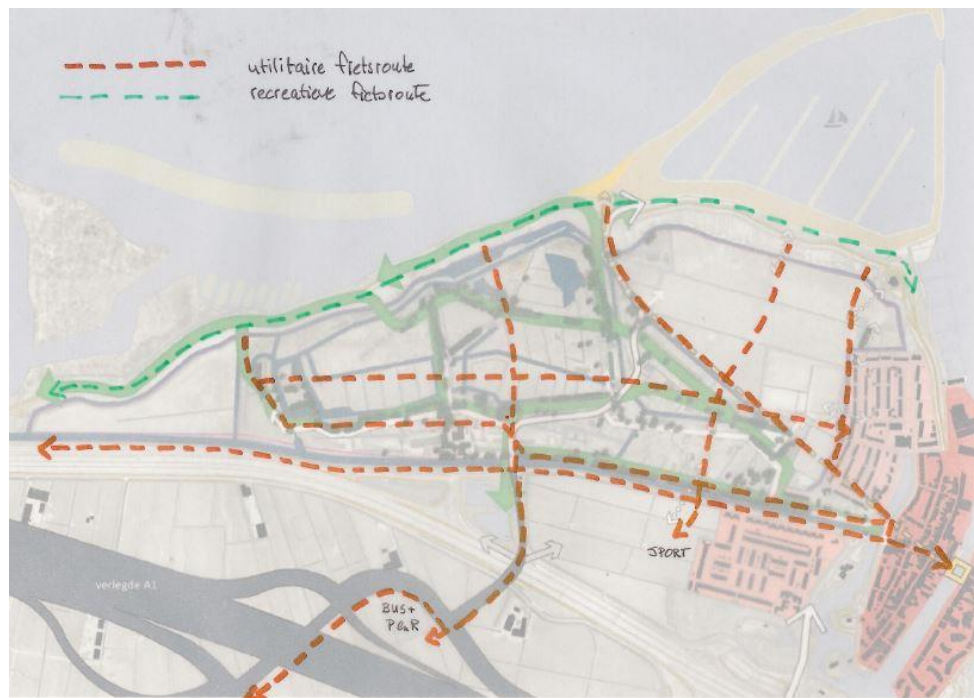 utilitaire fietsroute
recreatieve fietsroute
SPORT
verlegde A1
BUS+
P&R